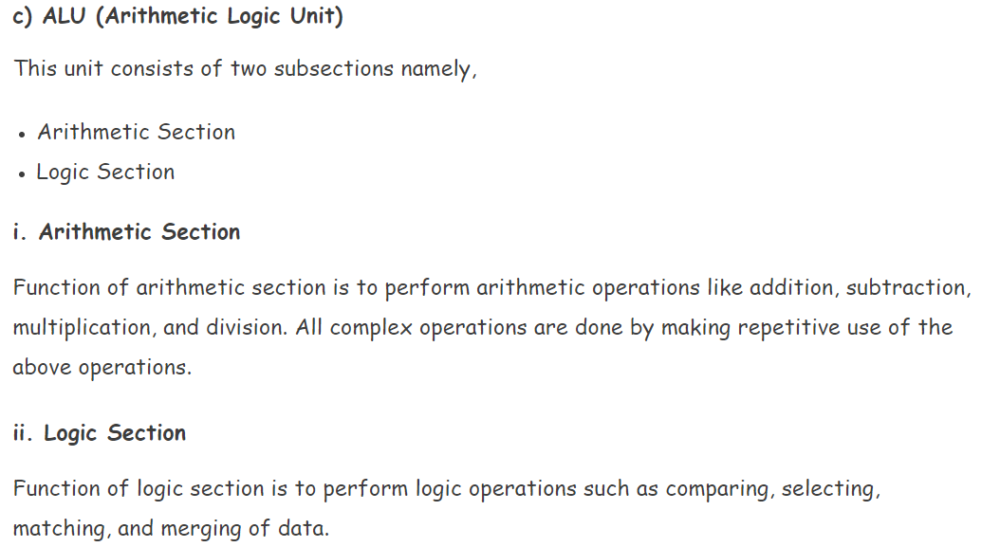 c) ALU (Arithmetic Logic Unit)
This unit consists of two subsections namely,
• Arithmetic Section
• Logic Section
i. Arithmetic Section
Function of arithmetic section is to perform arithmetic operations like addition, subtraction,
multiplication, and division. All complex operations are done by making repetitive use of the
above operations.
ii. Logic Section
Function of logic section is to perform logic operations such as comparing, selecting,
matching, and merging of data.